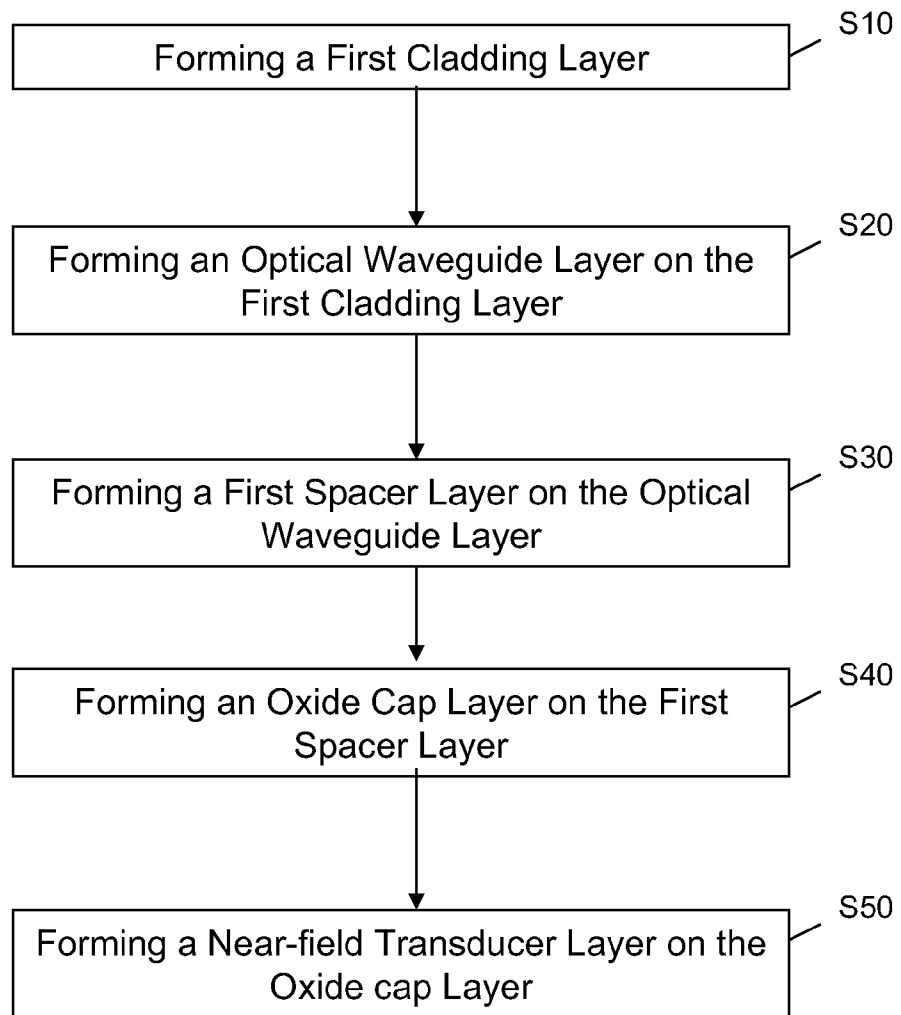 S10
Forming a First Cladding Layer
S20
Forming an Optical Waveguide Layer on the
First Cladding Layer
S30
Forming a First Spacer Layer on the Optical
Waveguide Layer
S40
Forming an Oxide Cap Layer on the First
Spacer Layer
S50
Forming a Near-field Transducer Layer on the
Oxide cap Layer